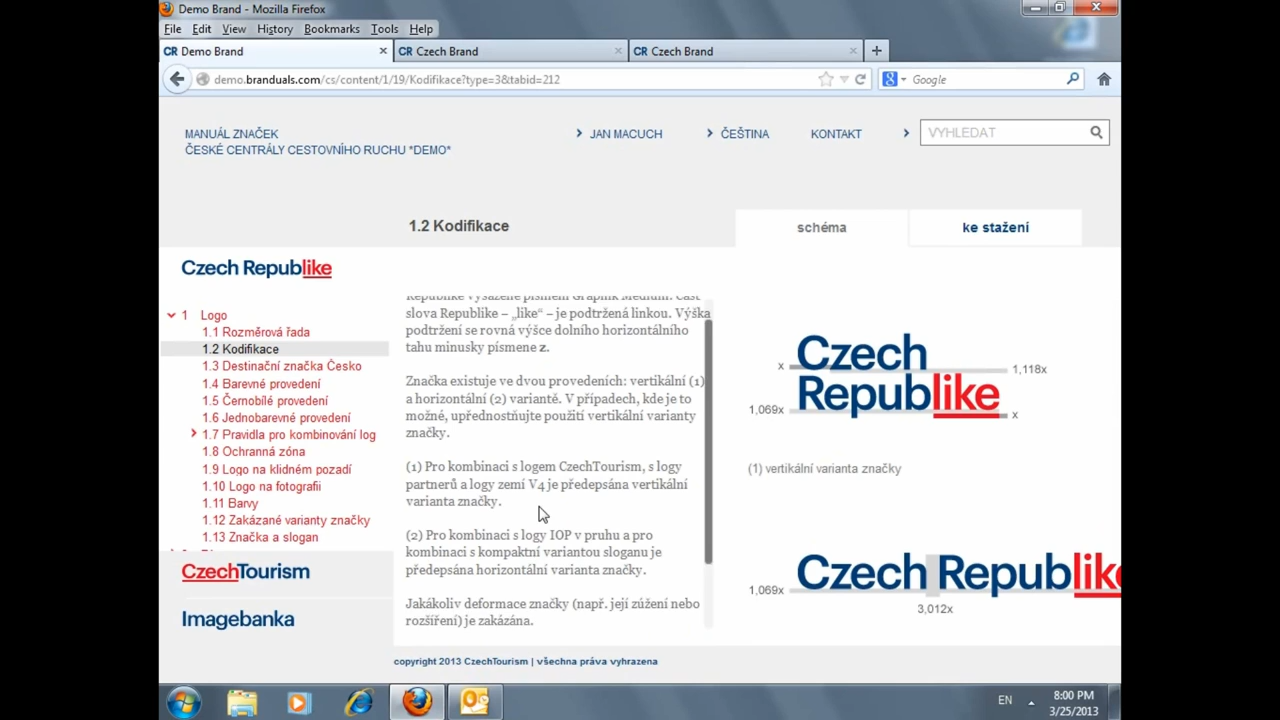 Demo Brand - Mozilla Firefox
File Edit View History Bookmarks Tools Help
CR Demo Brand
CR Czech Brand
CR Czech Brand
demo.branduals.com/cs/content/1/19/Kodifikace?type=3&tabid=212
Google
MANUÁL ZNAČEK
ČESKÉ CENTRÁLY CESTOVNÍHO RUCHU *DEMO*
JAN MACUCH
ČEŠTINA
KONTAKT
VYHLEDAT
1.2 Kodifikace
schéma
ke stažení
Czech Republike
1 Logo
1.1 Rozměrová řada
1.2 Kodifikace
1.3 Destinační značka Česko
1.4 Barevné provedení
1.5 Černobílé provedení
1.6 Jednobarevné provedení
1.7 Pravidla pro kombinování log
1.8 Ochranná zóna
1.9 Logo na klidném pozadí
1.10 Logo na fotografii
1.11 Barvy
1.12 Zakázané varianty značky
1.13 Značka a slogan
CzechTourism
Imagebanka
Republike vysázené písmem Graphik Medium. Část
slova Republike – „like“ – je podtržená linkou. Výška
podtržení se rovná výšce dolního horizontálního
tahu minusky písmene z.
Značka existuje ve dvou provedeních: vertikální (1)
a horizontální (2) variantě. V případech, kde je to
možné, upřednostňujte použití vertikální varianty
značky.
(1) Pro kombinaci s logem CzechTourism, s logy
partnerů a logy zemí V4 je předepsána vertikální
varianta značky.
(2) Pro kombinaci s logy IOP v pruhu a pro
kombinaci s kompaktní variantou sloganu je
předepsána horizontální varianta značky.
Jakákoliv deformace značky (např. její zúžení nebo
rozšíření) je zakázána.
Czech
x
1,118x
Republike
1,069x
x
(1) vertikální varianta značky
Czech Republike
1,069x
3,012x
copyright 2013 CzechTourism | všechna práva vyhrazena
EN
8:00 PM
3/25/2013